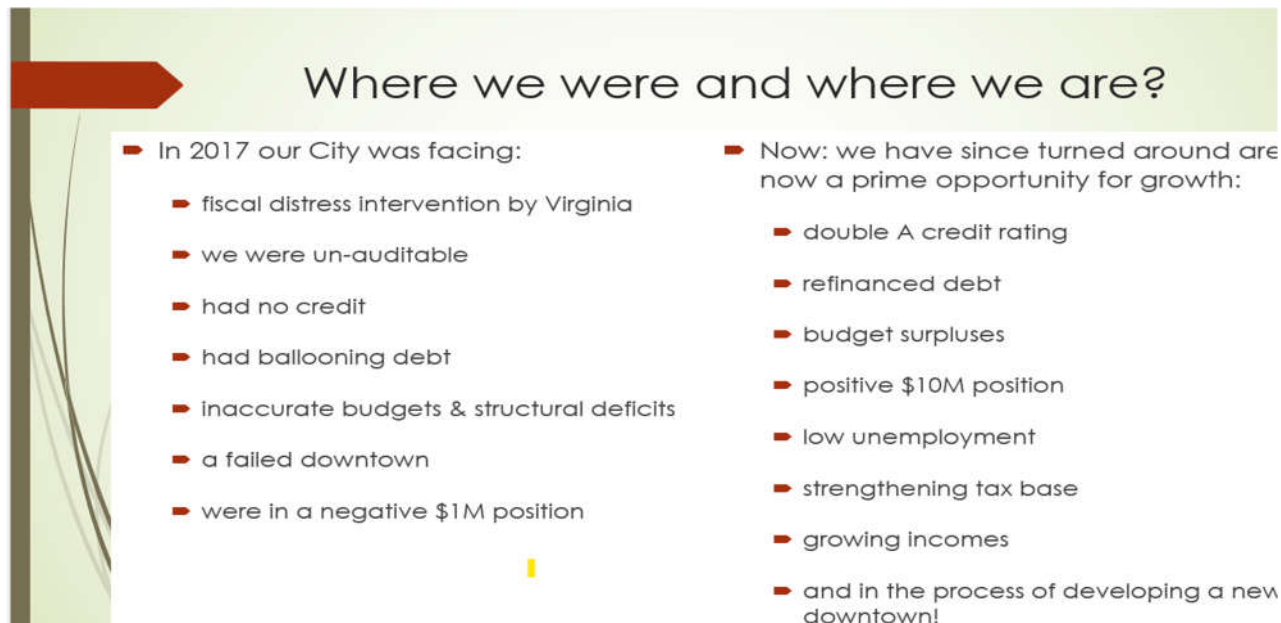 Where we were and where we are?
In 2017 our City was facing:
fiscal distress intervention by Virginia
we were un-auditable
had no credit
had ballooning debt
inaccurate budgets & structural deficits
a failed downtown
were in a negative $1M position
Now: we have since turned around are
now a prime opportunity for growth:
double A credit rating
refinanced debt
budget surpluses
positive $10M position
low unemployment
strengthening tax base
growing incomes
and in the process of developing a new
downtown!